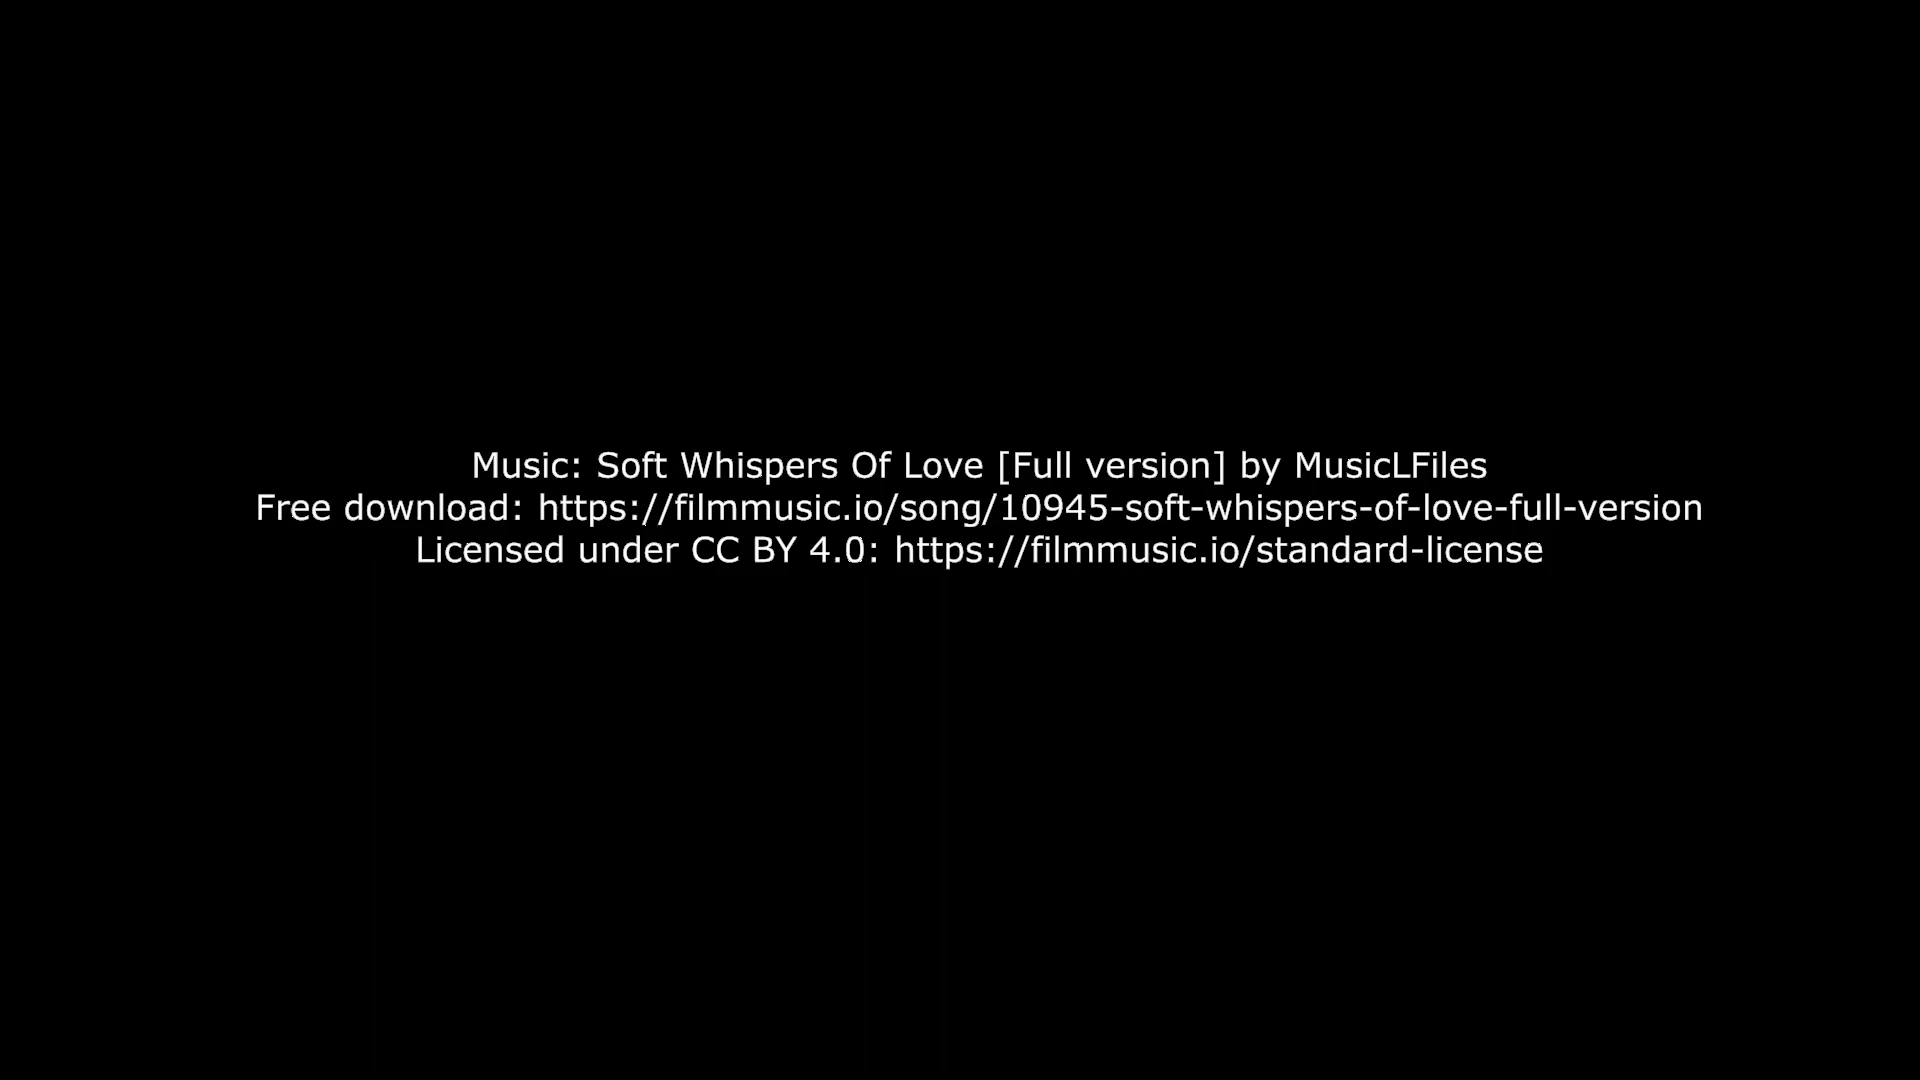 Music: Soft Whispers Of Love [Full version] by MusicLFiles
Free download: https://filmmusic.io/song/10945-soft-whispers-of-love-full-version
Licensed under CC BY 4.0: https://filmmusic.io/standard-license